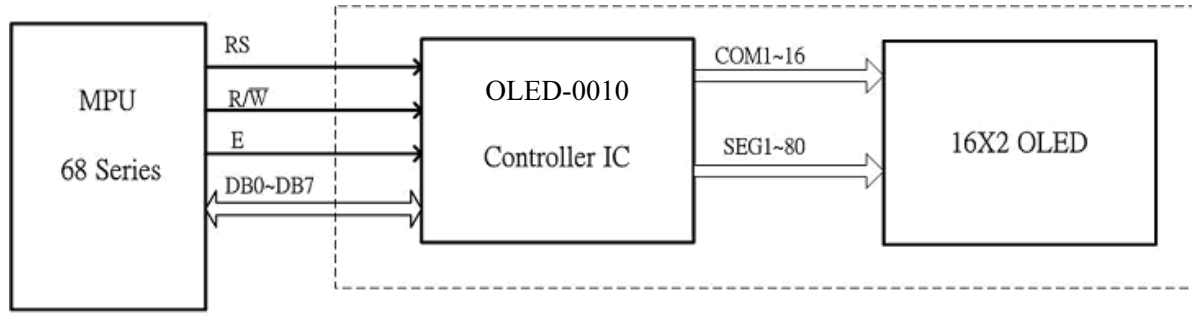 MPU
68 Series
RS
R/W̅
E
DB0~DB7
OLED-0010
Controller IC
COM1~16
SEG1~80
16X2 OLED